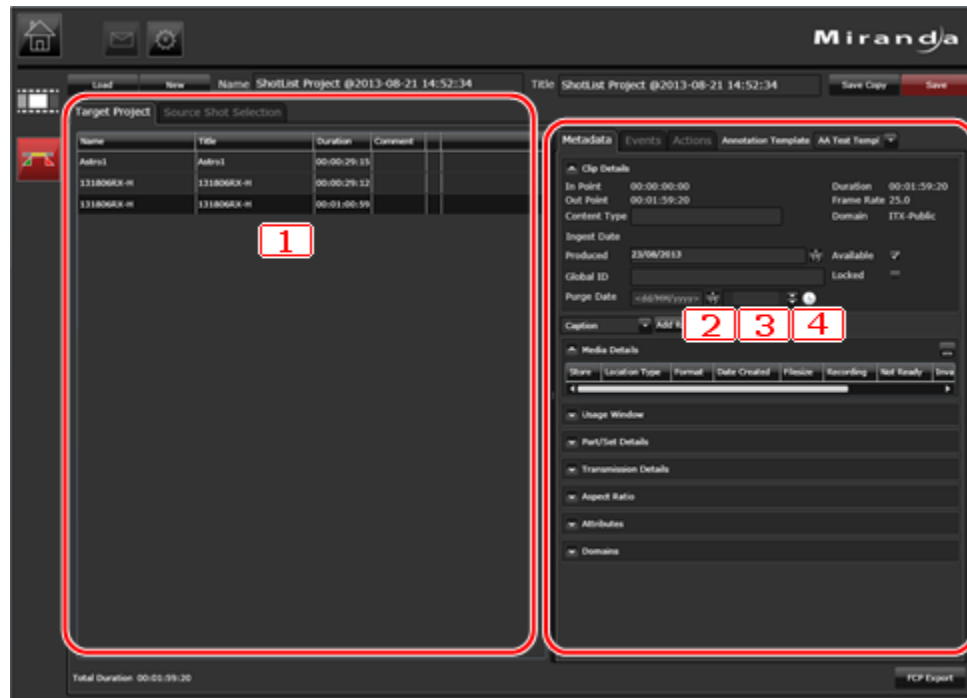 Miranda
Load New Name ShotList Project @2013-08-21 14:52:34 Title ShotList Project @2013-08-21 14:52:34 Save Copy Save
Target Project Source Shot Selection
Name Title Duration Comment
Astro1 Astro1 00:00:29:15
131806RX-H 131806RX-H 00:00:29:12
131806RX-H 131806RX-H 00:01:00:59
1
Metadata Events Actions Annotation Template AA Test Templ
Clip Details
In Point 00:00:00:00 Duration 00:01:59:20
Out Point 00:01:59:20 Frame Rate 25.0
Content Type Domain ITX-Public
Ingest Date
Produced 23/08/2013 Available
Global ID Locked
Purge Date <dd/MM/yyyy>
Caption Add
2 3 4
Media Details
Store Location Type Format Date Created Filesize Recording Not Ready Inva
Usage Window
Part/Set Details
Transmission Details
Aspect Ratio
Attributes
Domains
Total Duration 00:01:59:20 FCP Export